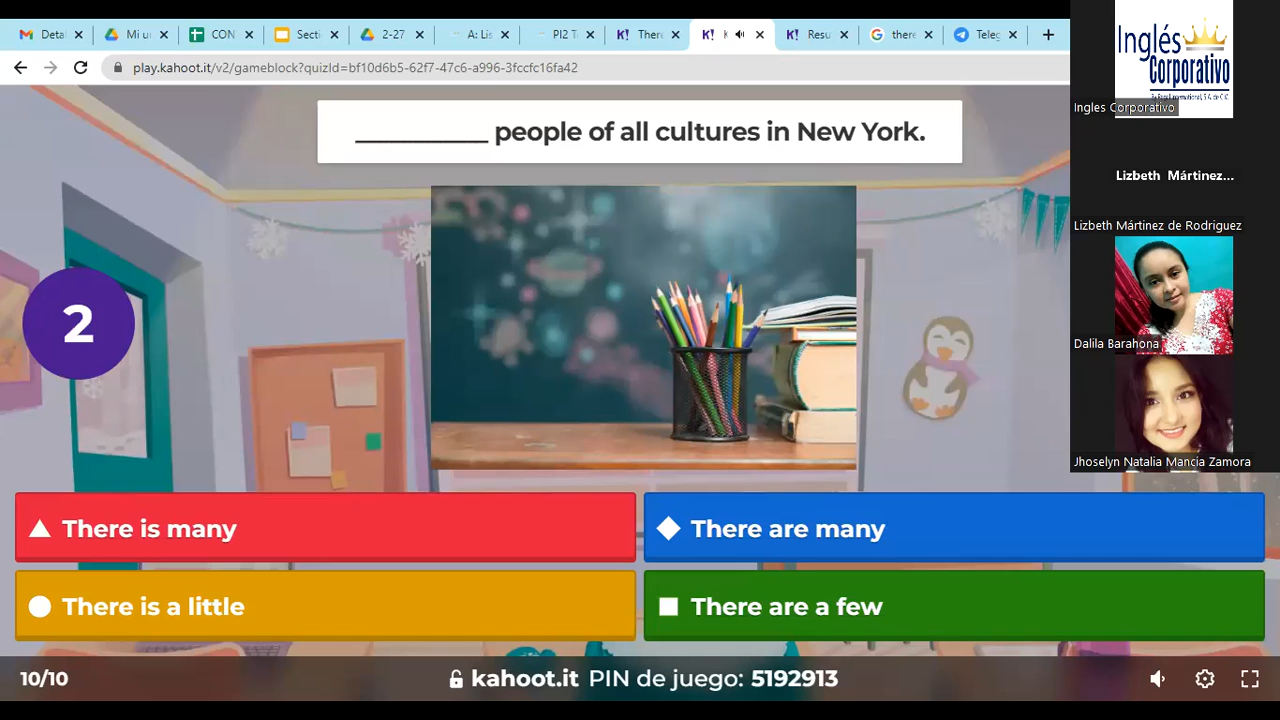 Detal
Mi u
CON
Secti
2-27
A: Lis
PI2 T
K! There
K!
K! Resu
there
Teleg
play.kahoot.it/v2/gameblock?quizId=bf10d6b5-62f7-47c6-a996-3fccfc16fa42
Inglés
Corporativo
Ingles Corporativo
Lizbeth Mártinez...
Lizbeth Mártinez de Rodriguez
Dalila Barahona
Jhoselyn Natalia Mancia Zamora
___________ people of all cultures in New York.
2
There is many
There are many
There is a little
There are a few
10/10
kahoot.it PIN de juego: 5192913